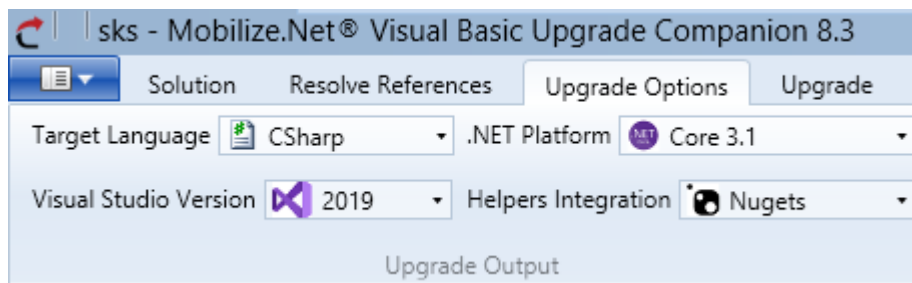 sks - Mobilize.Net® Visual Basic Upgrade Companion 8.3
Solution Resolve References Upgrade Options Upgrade
Target Language CSharp .NET Platform .NET Core 3.1
Visual Studio Version 2019 Helpers Integration Nugets
Upgrade Output